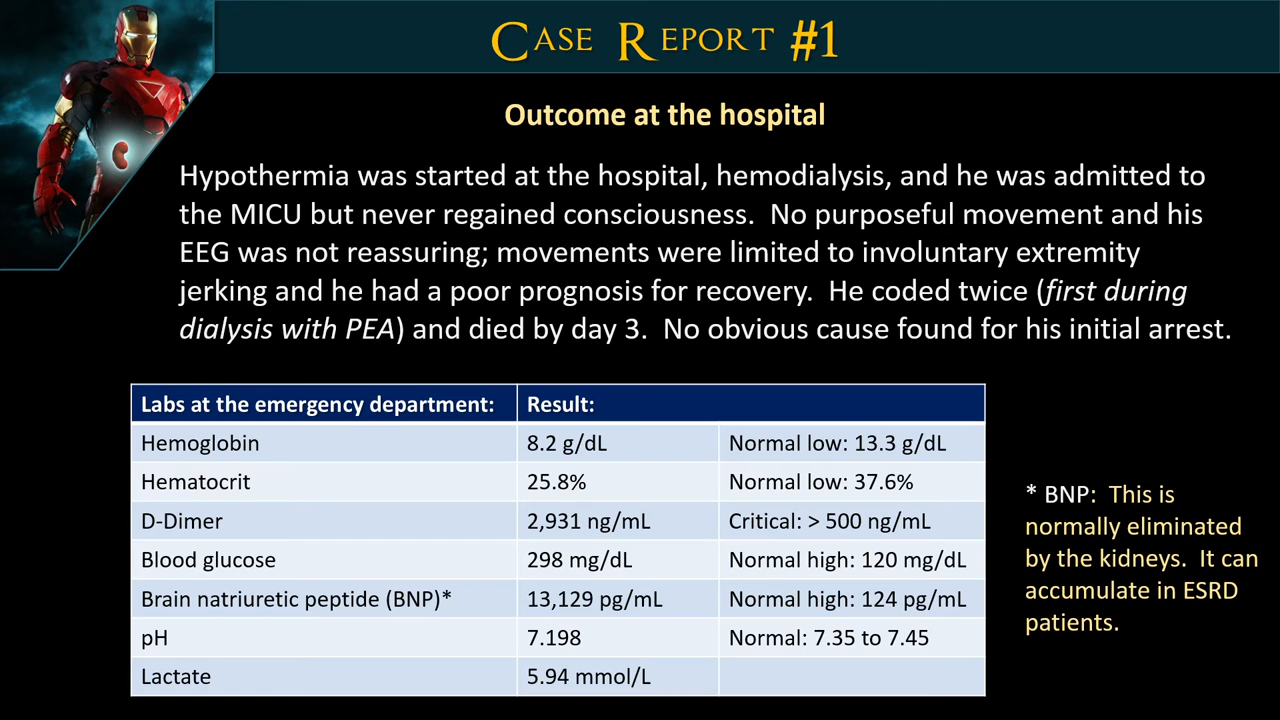 CASE REPORT #1
Outcome at the hospital
Hypothermia was started at the hospital, hemodialysis, and he was admitted to
the MICU but never regained consciousness.  No purposeful movement and his
EEG was not reassuring; movements were limited to involuntary extremity
jerking and he had a poor prognosis for recovery.  He coded twice (first during
dialysis with PEA) and died by day 3.  No obvious cause found for his initial arrest.
Labs at the emergency department: Result:
Hemoglobin 8.2 g/dL Normal low: 13.3 g/dL
Hematocrit 25.8% Normal low: 37.6%
D-Dimer 2,931 ng/mL Critical: > 500 ng/mL
Blood glucose 298 mg/dL Normal high: 120 mg/dL
Brain natriuretic peptide (BNP)* 13,129 pg/mL Normal high: 124 pg/mL
pH 7.198 Normal: 7.35 to 7.45
Lactate 5.94 mmol/L
* BNP:  This is
normally eliminated
by the kidneys.  It can
accumulate in ESRD
patients.